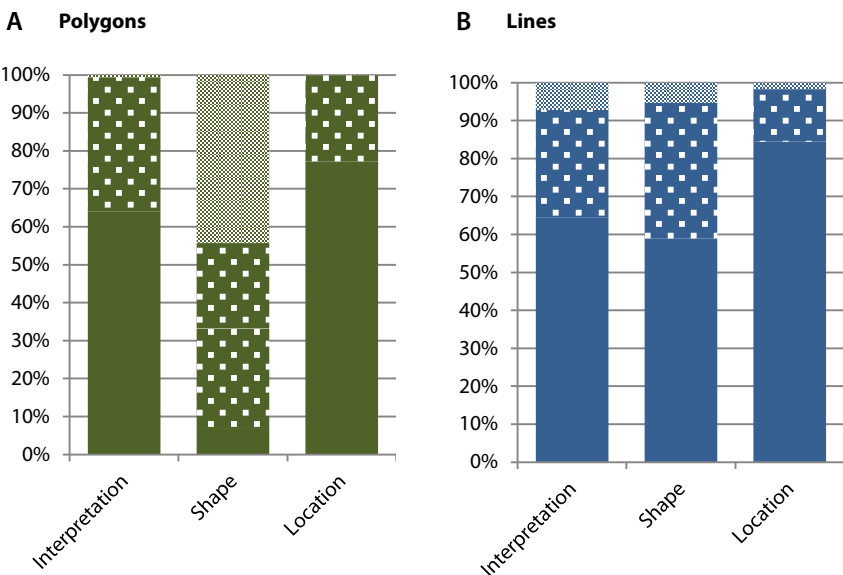 A Polygons
100%
90%
80%
70%
60%
50%
40%
30%
20%
10%
0%
Interpretation
Shape
Location
B Lines
100%
90%
80%
70%
60%
50%
40%
30%
20%
10%
0%
Interpretation
Shape
Location